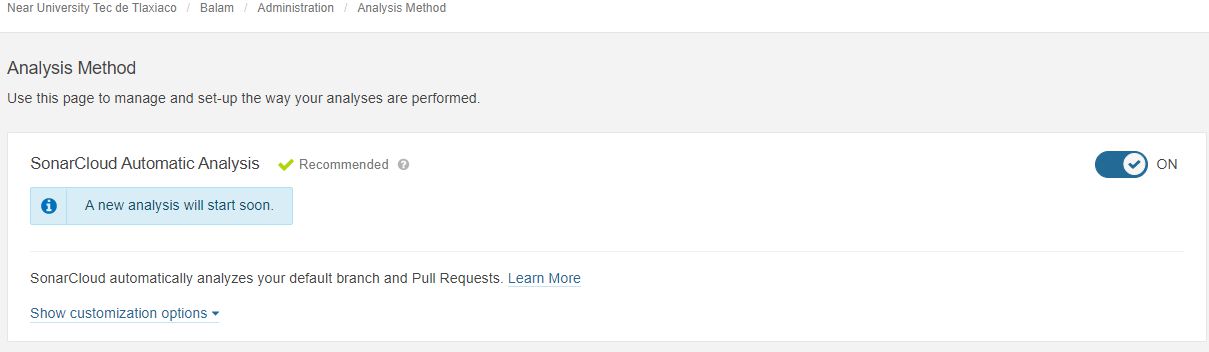 Near University Tec de Tlaxiaco / Balam / Administration / Analysis Method
Analysis Method
Use this page to manage and set-up the way your analyses are performed.
SonarCloud Automatic Analysis Recommended ? ON
A new analysis will start soon.
SonarCloud automatically analyzes your default branch and Pull Requests. Learn More
Show customization options